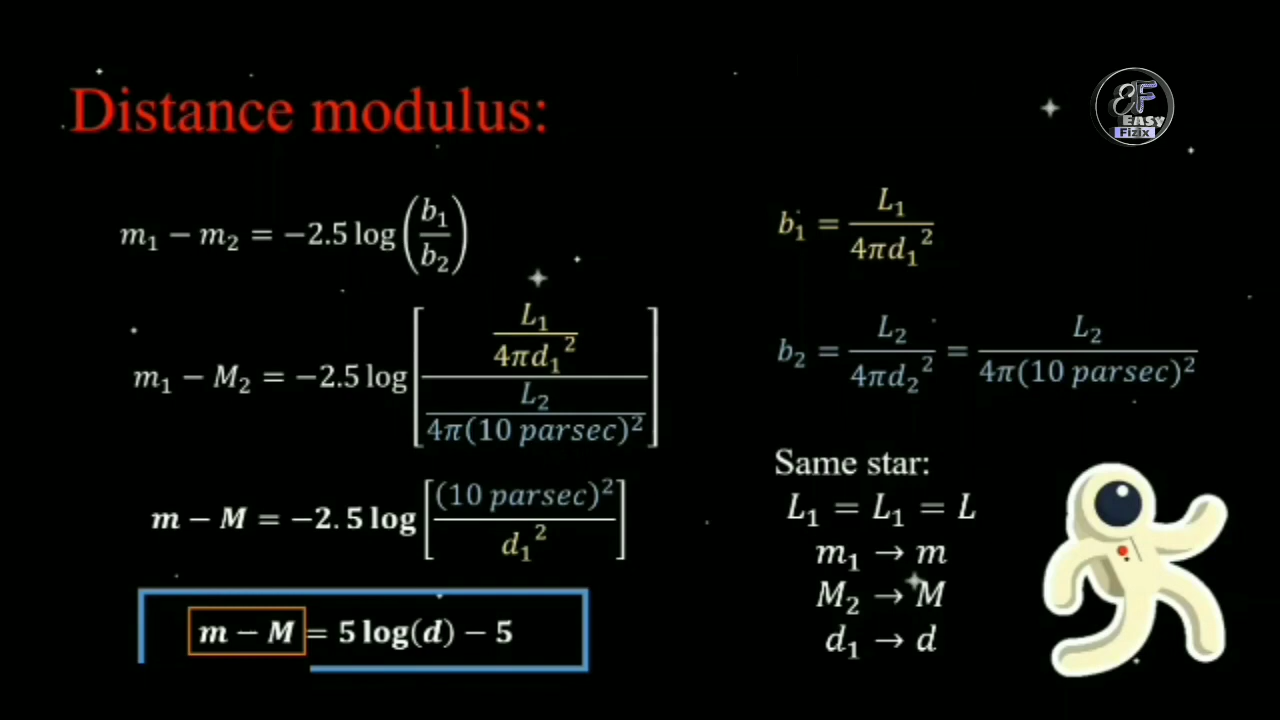 Distance modulus:
EF
EASY
Fizix
m₁ − m₂ = −2.5 log(b₁/b₂)
m₁ − M₂ = −2.5 log[(L₁/4πd₁²)/(L₂/4π(10 parsec)²)]
m − M = −2.5 log[(10 parsec)²/d₁²]
m − M = 5 log(d) − 5
b₁ = L₁/4πd₁²
b₂ = L₂/4πd₂² = L₂/4π(10 parsec)²
Same star:
L₁ = L₁ = L
m₁ → m
M₂ → M
d₁ → d